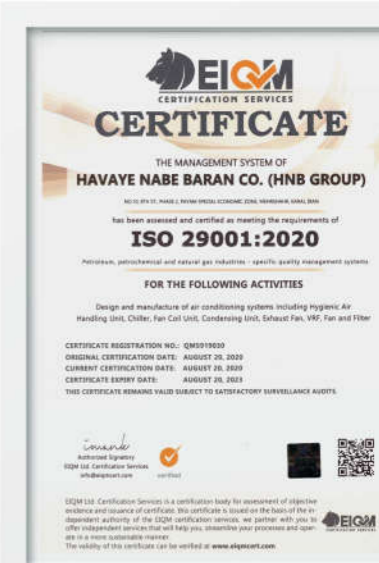 EIQM
CERTIFICATION SERVICES
CERTIFICATE
THE MANAGEMENT SYSTEM OF
HAVAYE NABE BARAN CO. (HNB GROUP)
has been assessed and certified as meeting the requirements of
ISO 29001:2020
Petroleum, petrochemical and natural gas industries - specific quality management systems
FOR THE FOLLOWING ACTIVITIES
Design and manufacture of air conditioning systems including Hygienic Air
Handling Unit, Chiller, Fan Coil Unit, Condensing Unit, Exhaust Fan, VRF, Fan and Filter
CERTIFICATE REGISTRATION NO.: QMS919030
ORIGINAL CERTIFICATION DATE: AUGUST 20, 2020
CURRENT CERTIFICATION DATE: AUGUST 20, 2020
CERTIFICATE EXPIRY DATE: AUGUST 20, 2023
THIS CERTIFICATE REMAINS VALID SUBJECT TO SATISFACTORY SURVEILLANCE AUDITS.
Authorized Signatory
EIQM Ltd. Certification Services
info@eiqmcert.com
verified
EIQM Ltd. Certification Services is a certification body for assessment of objective
evidence and issuance of certificate. this certificate is issued on the basis of the in-
dependent authority of the EIQM certification services. we partner with you to
offer independent services that will help you, streamline your processes and oper-
ate in a more sustainable manner.
The validity of this certificate can be verified at www.eiqmcert.com
EIQM